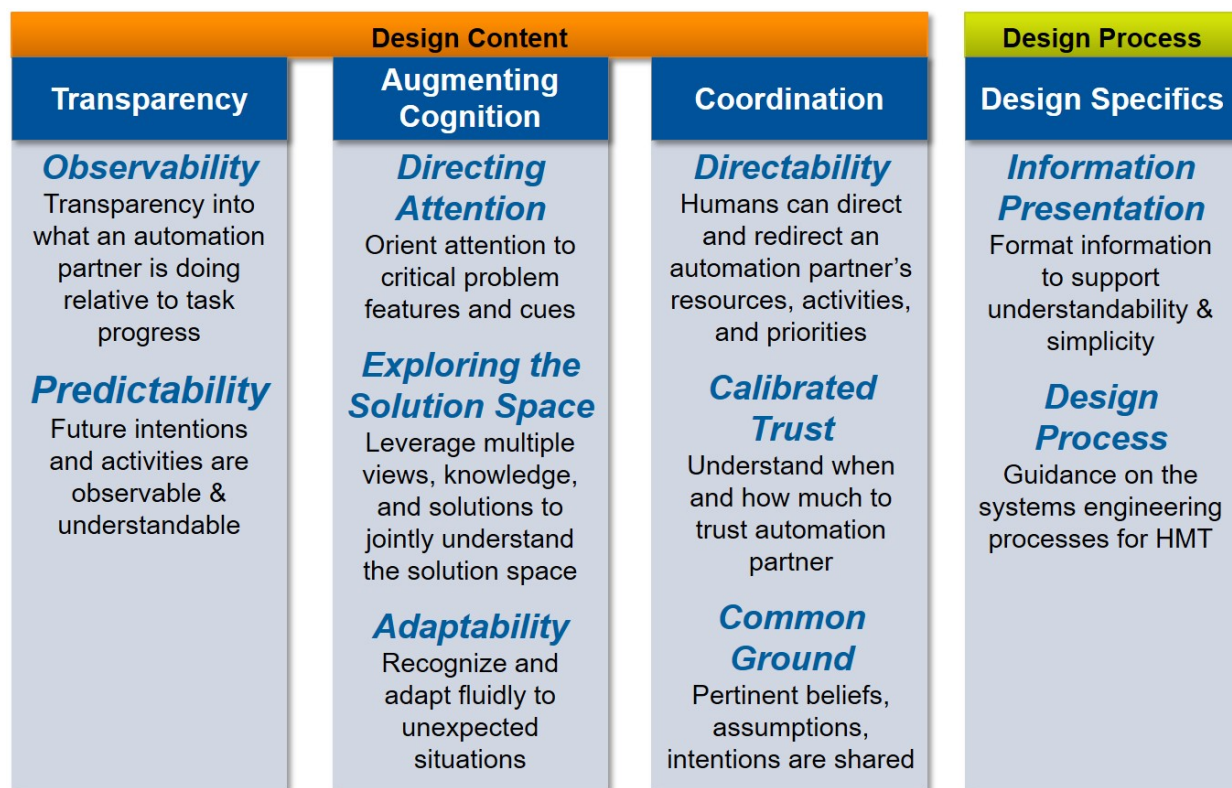 Design Content
Transparency
Observability
Transparency into
what an automation
partner is doing
relative to task
progress
Predictability
Future intentions
and activities are
observable &
understandable
Augmenting
Cognition
Directing
Attention
Orient attention to
critical problem
features and cues
Exploring the
Solution Space
Leverage multiple
views, knowledge,
and solutions to
jointly understand
the solution space
Adaptability
Recognize and
adapt fluidly to
unexpected
situations
Coordination
Directability
Humans can direct
and redirect an
automation partner’s
resources, activities,
and priorities
Calibrated
Trust
Understand when
and how much to
trust automation
partner
Common
Ground
Pertinent beliefs,
assumptions,
intentions are shared
Design Process
Design Specifics
Information
Presentation
Format information
to support
understandability &
simplicity
Design
Process
Guidance on the
systems engineering
processes for HMT